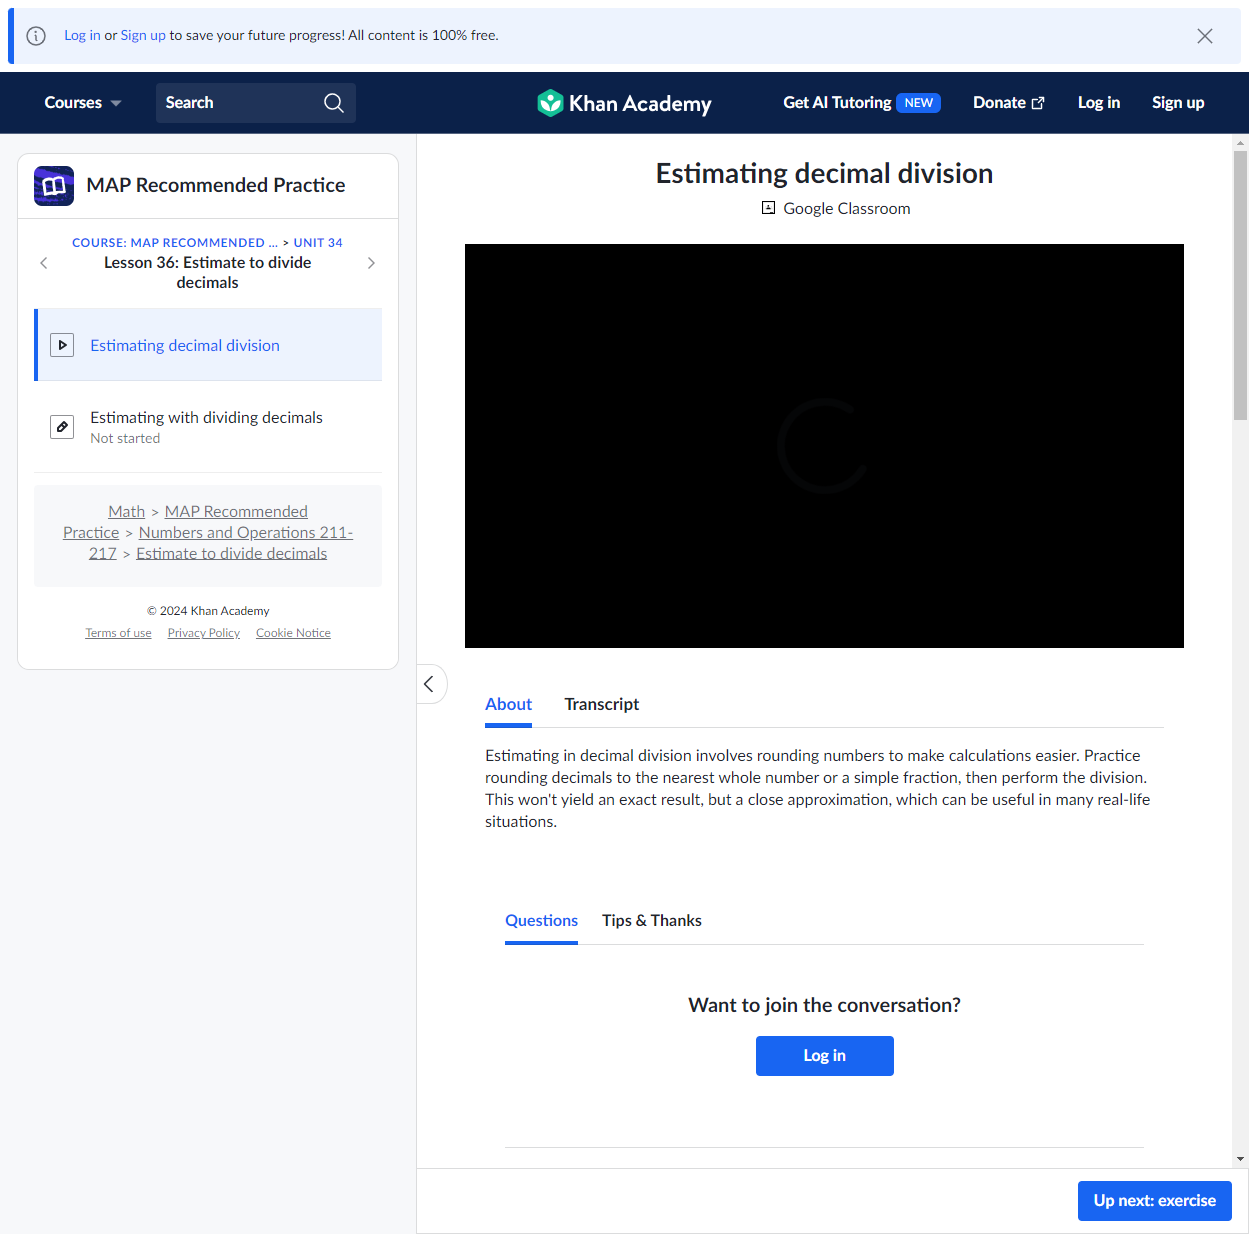 Log in or Sign up to save your future progress! All content is 100% free.
Courses
Search
Khan Academy
Get AI Tutoring NEW
Donate
Log in
Sign up
MAP Recommended Practice
COURSE: MAP RECOMMENDED ... > UNIT 34
Lesson 36: Estimate to divide
decimals
Estimating decimal division
Estimating with dividing decimals
Not started
Math > MAP Recommended
Practice > Numbers and Operations 211-
217 > Estimate to divide decimals
© 2024 Khan Academy
Terms of use Privacy Policy Cookie Notice
Estimating decimal division
Google Classroom
About Transcript
Estimating in decimal division involves rounding numbers to make calculations easier. Practice
rounding decimals to the nearest whole number or a simple fraction, then perform the division.
This won't yield an exact result, but a close approximation, which can be useful in many real-life
situations.
Questions Tips & Thanks
Want to join the conversation?
Log in
Up next: exercise